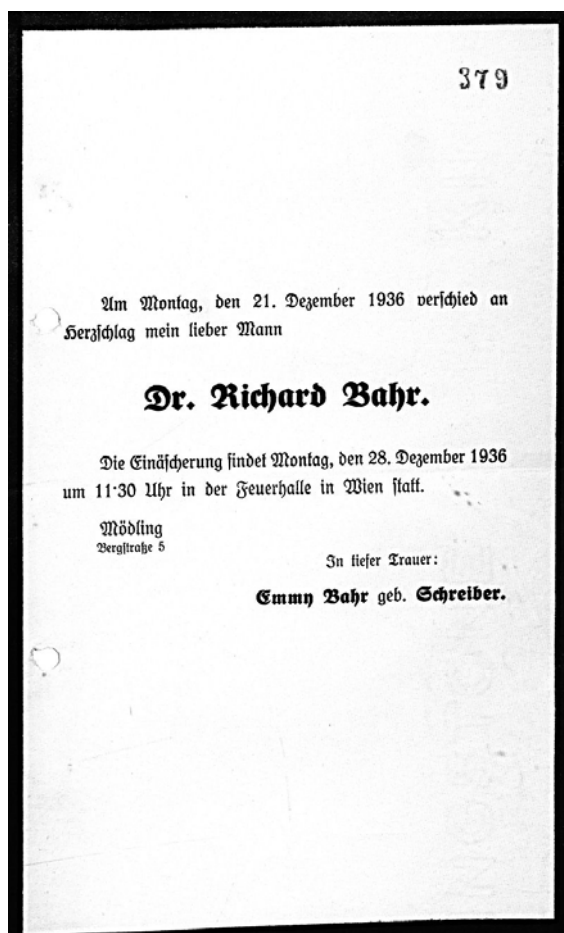 379
Am Montag, den 21. Dezember 1936 verschied an
Herzschlag mein lieber Mann
Dr. Richard Bahr.
Die Einäscherung findet Montag, den 28. Dezember 1936
um 11·30 Uhr in der Feuerhalle in Wien statt.
Mödling
Bergstraße 5
In tiefer Trauer:
Emmy Bahr geb. Schreiber.